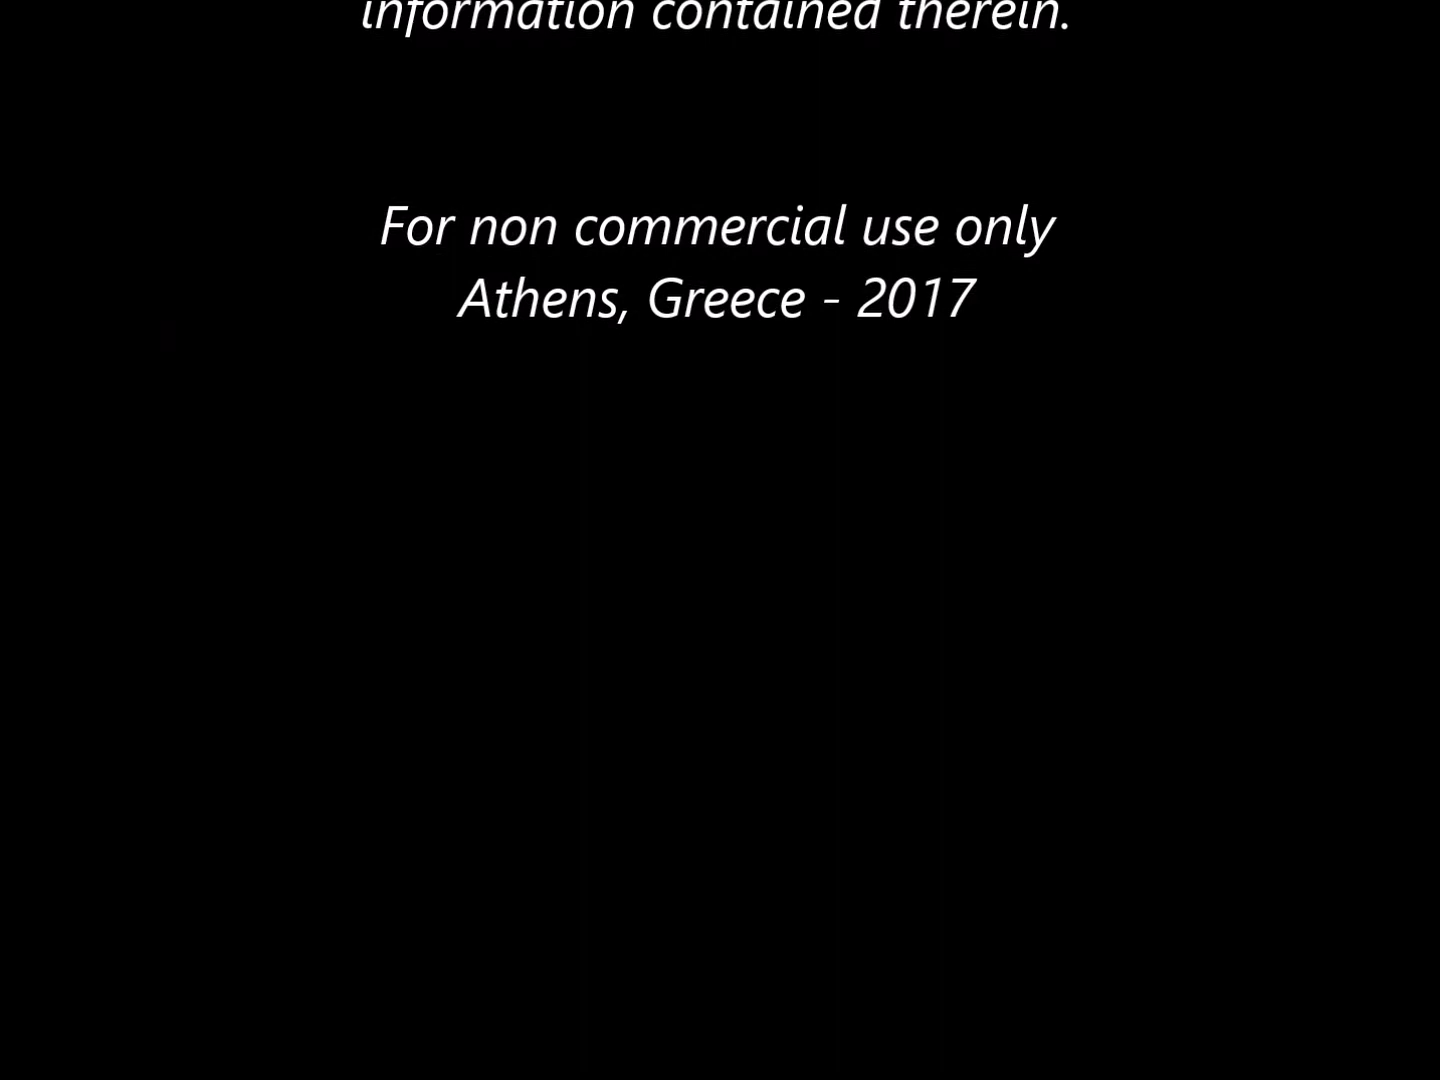 information contained therein.
For non commercial use only
Athens, Greece - 2017